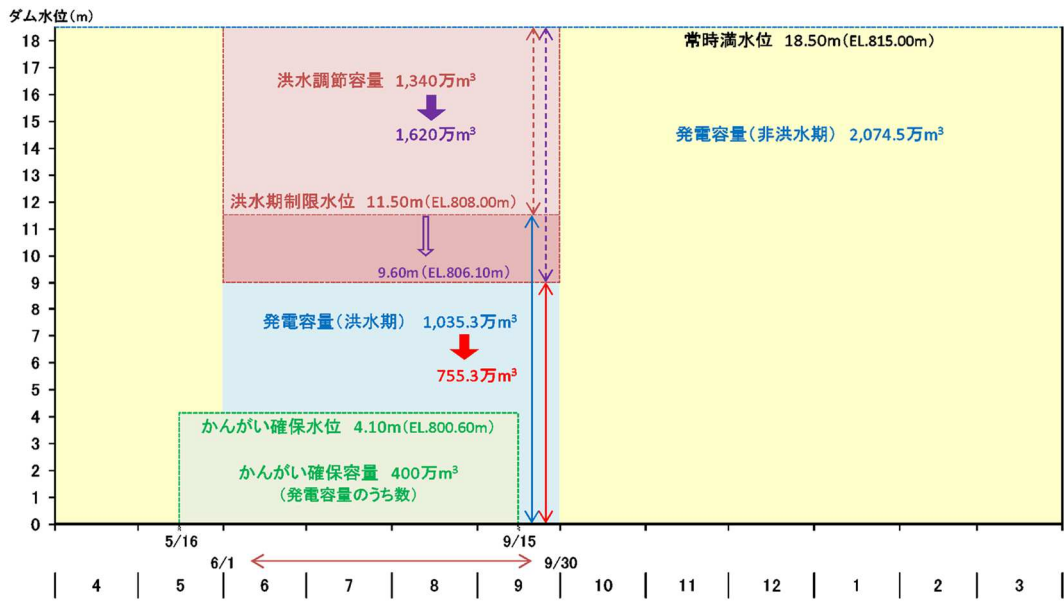 ダム水位(m)
18
17
16
15
14
13
12
11
10
9
8
7
6
5
4
3
2
1
0
常時満水位 18.50m(EL.815.00m)
洪水調節容量 1,340万m³
1,620万m³
発電容量(非洪水期) 2,074.5万m³
洪水期制限水位 11.50m(EL.808.00m)
9.60m(EL.806.10m)
発電容量(洪水期) 1,035.3万m³
755.3万m³
かんがい確保水位 4.10m(EL.800.60m)
かんがい確保容量 400万m³
(発電容量のうち数)
5/16 9/15
6/1 9/30
4 5 6 7 8 9 10 11 12 1 2 3